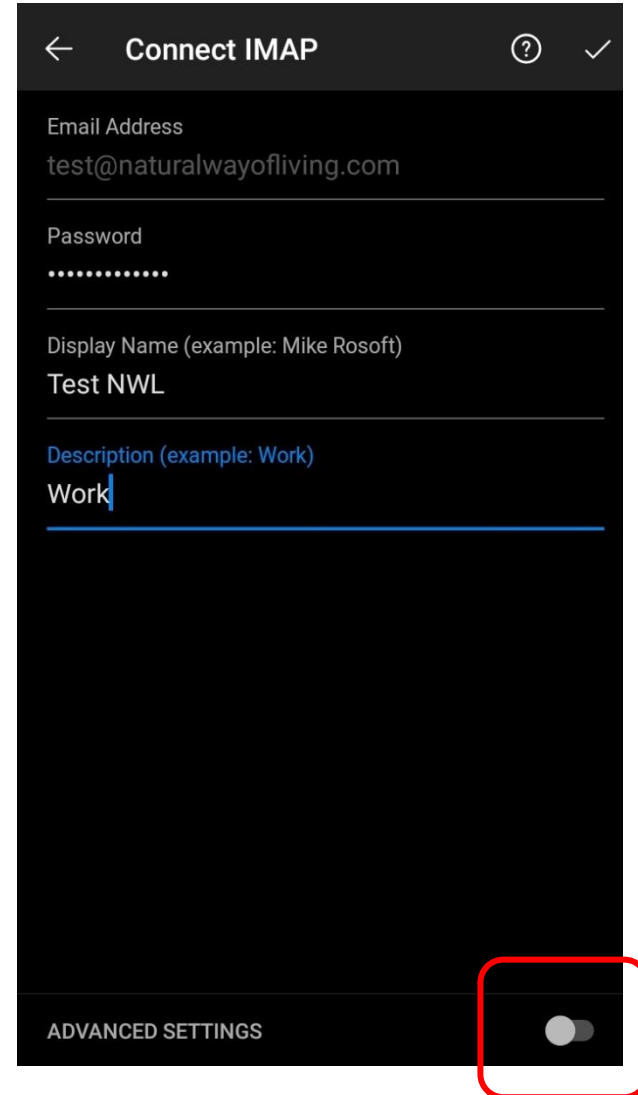 Connect IMAP
Email Address
test@naturalwayofliving.com
Password
•••••••••••••
Display Name (example: Mike Rosoft)
Test NWL
Description (example: Work)
Work
ADVANCED SETTINGS